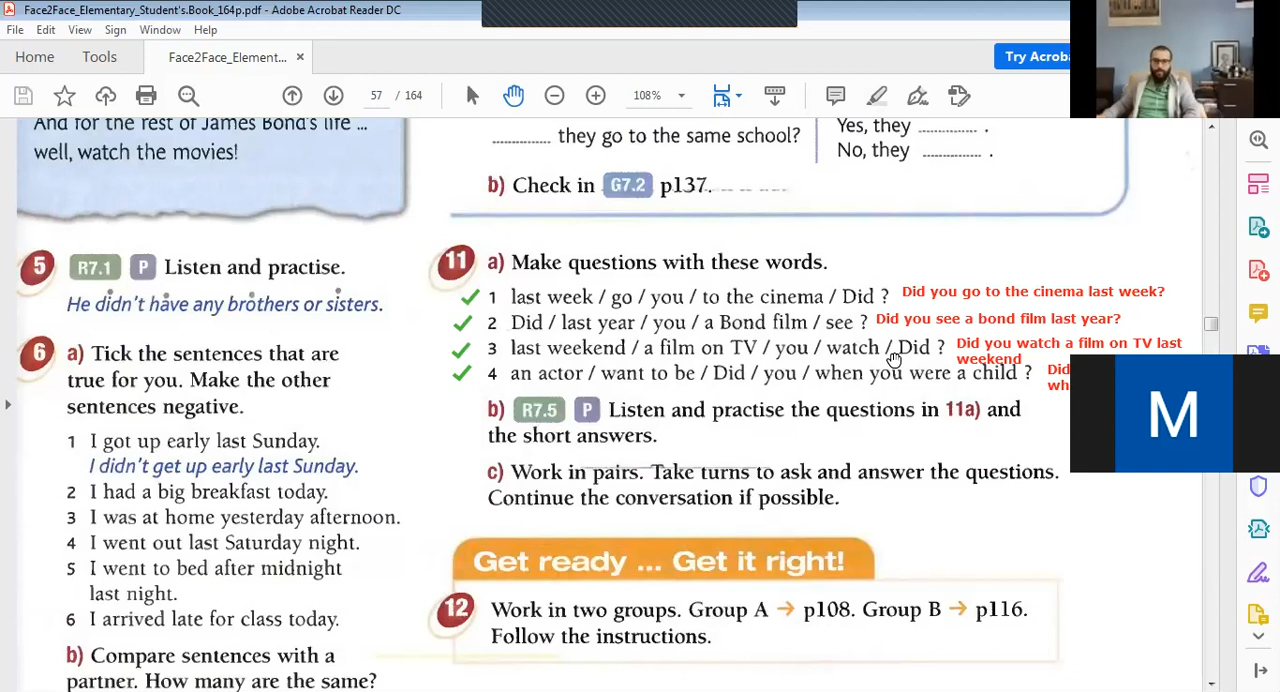 Face2Face_Elementary_Student's.Book_164p.pdf - Adobe Acrobat Reader DC
File Edit View Sign Window Help
Home Tools Face2Face_Element... × Try Acroba
57 / 164 108%
And for the rest of James Bond's life ...
well, watch the movies!
............ they go to the same school?
Yes, they ............ .
No, they ............ .
b) Check in G7.2 p137.
5 R7.1 P Listen and practise.
He didn't have any brothers or sisters.
6 a) Tick the sentences that are
true for you. Make the other
sentences negative.
1 I got up early last Sunday.
I didn't get up early last Sunday.
2 I had a big breakfast today.
3 I was at home yesterday afternoon.
4 I went out last Saturday night.
5 I went to bed after midnight
last night.
6 I arrived late for class today.
b) Compare sentences with a
partner. How many are the same?
11 a) Make questions with these words.
1 last week / go / you / to the cinema / Did ? Did you go to the cinema last week?
2 Did / last year / you / a Bond film / see ? Did you see a bond film last year?
3 last weekend / a film on TV / you / watch / Did ? Did you watch a film on TV last
weekend
4 an actor / want to be / Did / you / when you were a child ? Did
wh
b) R7.5 P Listen and practise the questions in 11a) and
the short answers.
c) Work in pairs. Take turns to ask and answer the questions.
Continue the conversation if possible.
Get ready ... Get it right!
12 Work in two groups. Group A → p108. Group B → p116.
Follow the instructions.
M